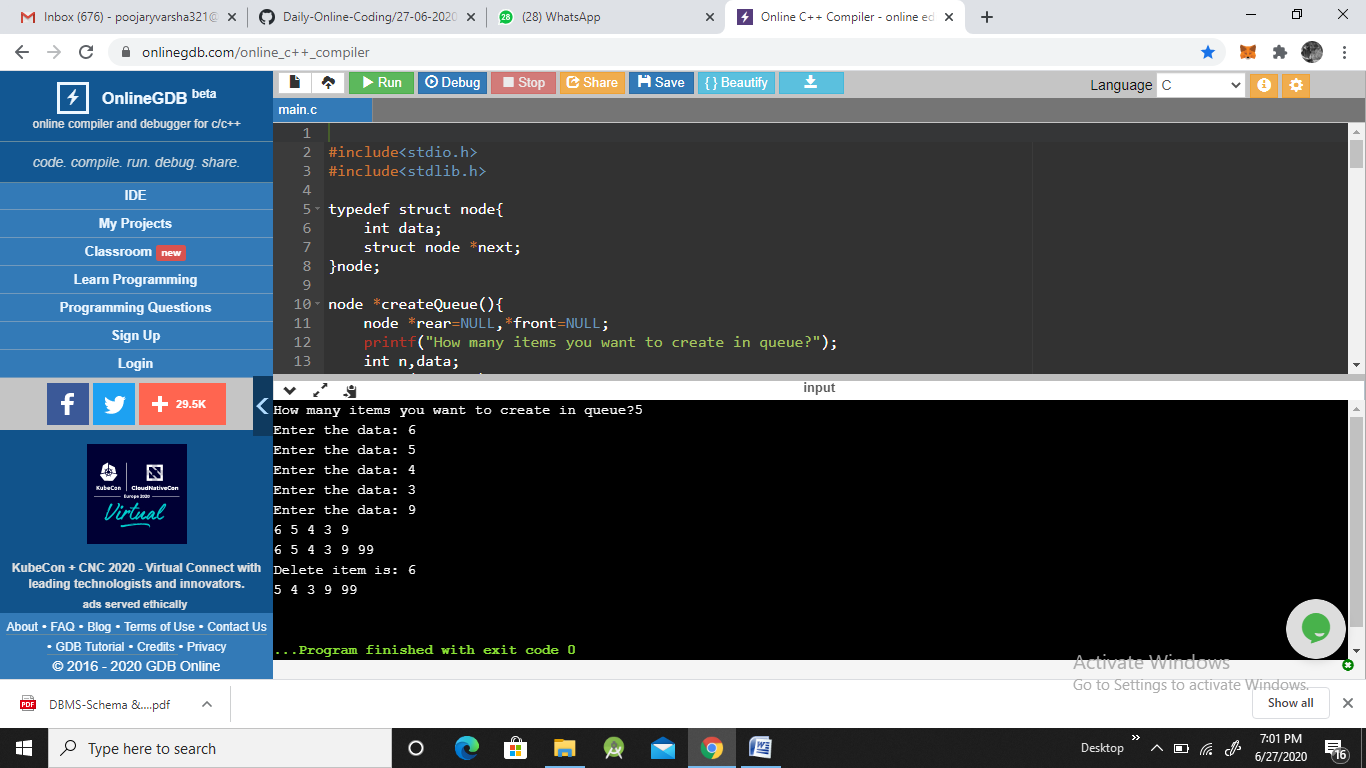 Inbox (676) - poojaryvarsha321@
Daily-Online-Coding/27-06-2020
28
(28) WhatsApp
Online C++ Compiler - online ed
onlinegdb.com/online_c++_compiler
OnlineGDB beta
online compiler and debugger for c/c++
code. compile. run. debug. share.
IDE
My Projects
Classroom new
Learn Programming
Programming Questions
Sign Up
Login
f
+ 29.5K
KubeCon
CloudNativeCon
Europe 2020
Virtual
KubeCon + CNC 2020 - Virtual Connect with
leading technologists and innovators.
ads served ethically
About • FAQ • Blog • Terms of Use • Contact Us
• GDB Tutorial • Credits • Privacy
© 2016 - 2020 GDB Online
Run
Debug
Stop
Share
Save
{ } Beautify
Language C
main.c
1
2 #include<stdio.h>
3 #include<stdlib.h>
4
5 typedef struct node{
6 int data;
7 struct node *next;
8 }node;
9
10 node *createQueue(){
11 node *rear=NULL,*front=NULL;
12 printf("How many items you want to create in queue?");
13 int n,data;
input
How many items you want to create in queue?5
Enter the data: 6
Enter the data: 5
Enter the data: 4
Enter the data: 3
Enter the data: 9
6 5 4 3 9
6 5 4 3 9 99
Delete item is: 6
5 4 3 9 99
...Program finished with exit code 0
Activate Windows
Go to Settings to activate Windows.
PDF
DBMS-Schema &....pdf
Show all
Type here to search
Desktop
7:01 PM
6/27/2020
16